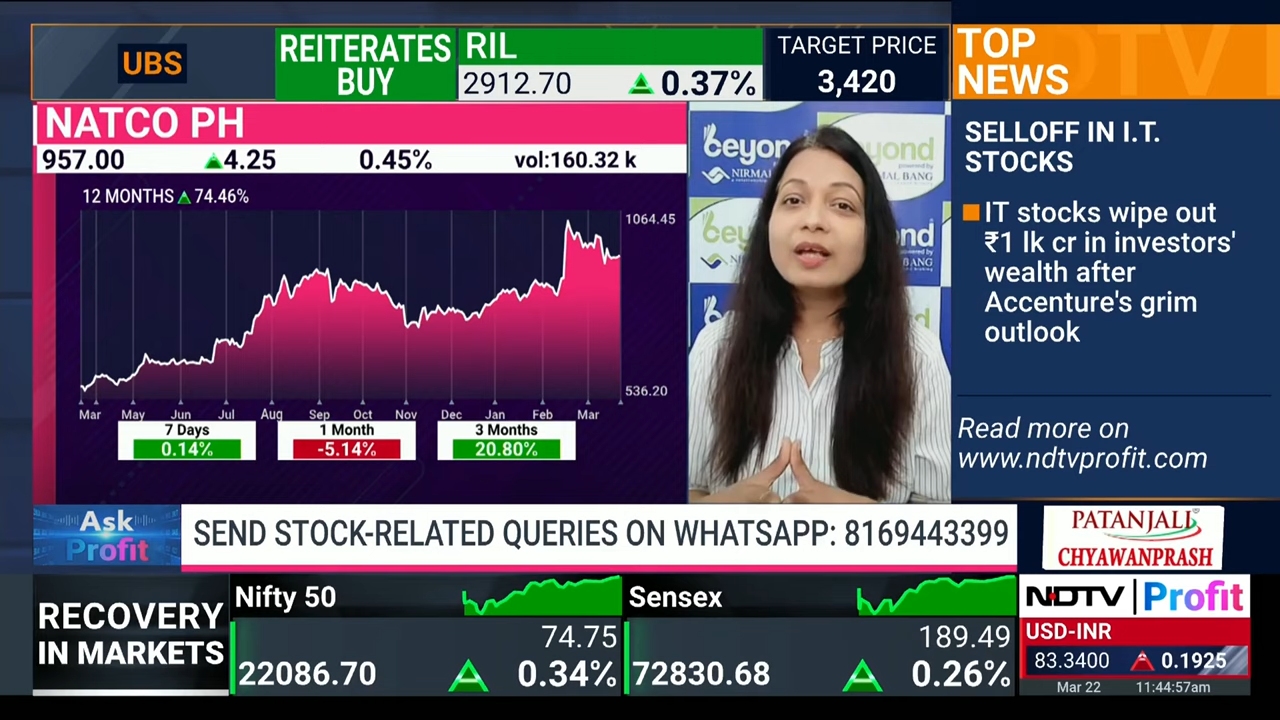 UBS
REITERATES
BUY
RIL
2912.70
0.37%
TARGET PRICE
3,420
TOP
NEWS
NATCO PH
957.00
4.25
0.45%
vol:160.32 k
12 MONTHS
74.46%
1064.45
536.20
Mar May Jun Jul Aug Sep Oct Nov Dec Jan Feb Mar
7 Days
0.14%
1 Month
-5.14%
3 Months
20.80%
beyond
powered by
NIRMAL BANG
SELLOFF IN I.T.
STOCKS
IT stocks wipe out
₹1 lk cr in investors'
wealth after
Accenture's grim
outlook
Read more on
www.ndtvprofit.com
Ask
Profit
SEND STOCK-RELATED QUERIES ON WHATSAPP: 8169443399
PATANJALI
CHYAWANPRASH
RECOVERY
IN MARKETS
Nifty 50
74.75
22086.70
0.34%
Sensex
189.49
72830.68
0.26%
NDTV Profit
USD-INR
83.3400
0.1925
Mar 22 11:44:57am